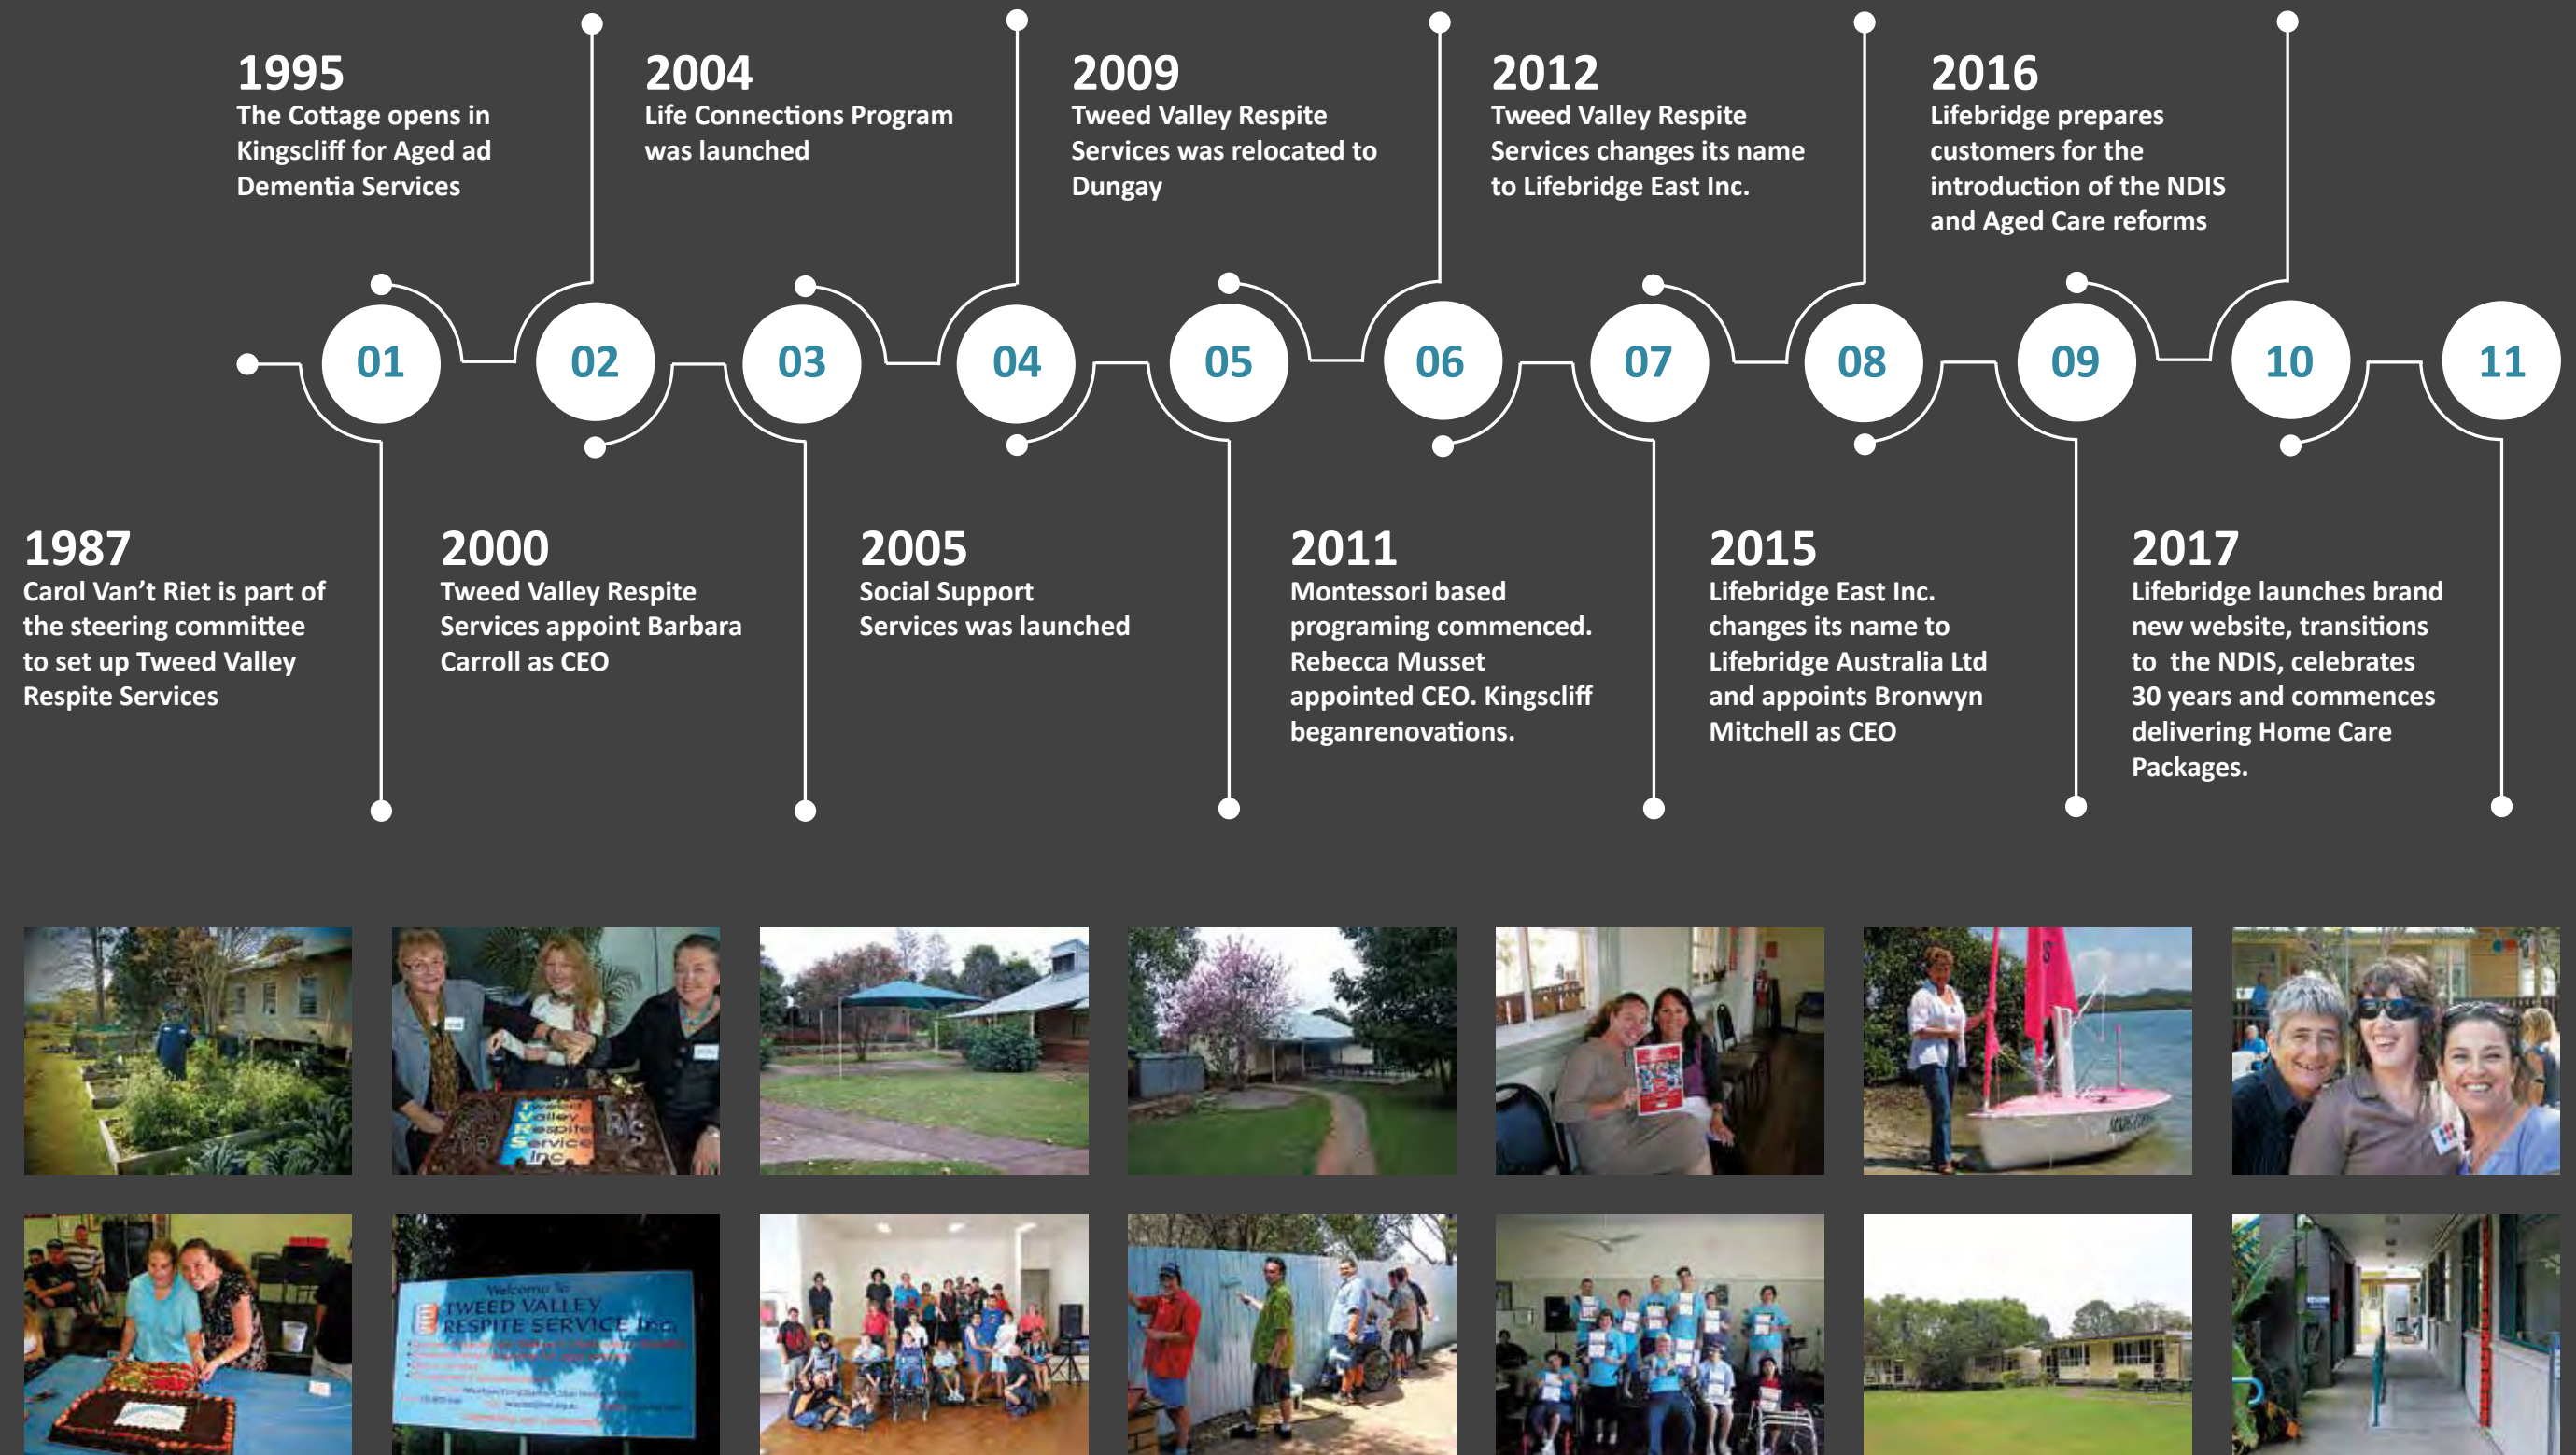 1995
The Cottage opens in
Kingscliff for Aged ad
Dementia Services
2004
Life Connections Program
was launched
2009
Tweed Valley Respite
Services was relocated to
Dungay
2012
Tweed Valley Respite
Services changes its name
to Lifebridge East Inc.
2016
Lifebridge prepares
customers for the
introduction of the NDIS
and Aged Care reforms
01
02
03
04
05
06
07
08
09
10
11
1987
Carol Van't Riet is part of
the steering committee
to set up Tweed Valley
Respite Services
2000
Tweed Valley Respite
Services appoint Barbara
Carroll as CEO
2005
Social Support
Services was launched
2011
Montessori based
programing commenced.
Rebecca Musset
appointed CEO. Kingscliff
beganrenovations.
2015
Lifebridge East Inc.
changes its name to
Lifebridge Australia Ltd
and appoints Bronwyn
Mitchell as CEO
2017
Lifebridge launches brand
new website, transitions
to the NDIS, celebrates
30 years and commences
delivering Home Care
Packages.
Tweed
Valley
Respite
Service
Inc
Welcome To
TWEED VALLEY
RESPITE SERVICE Inc.